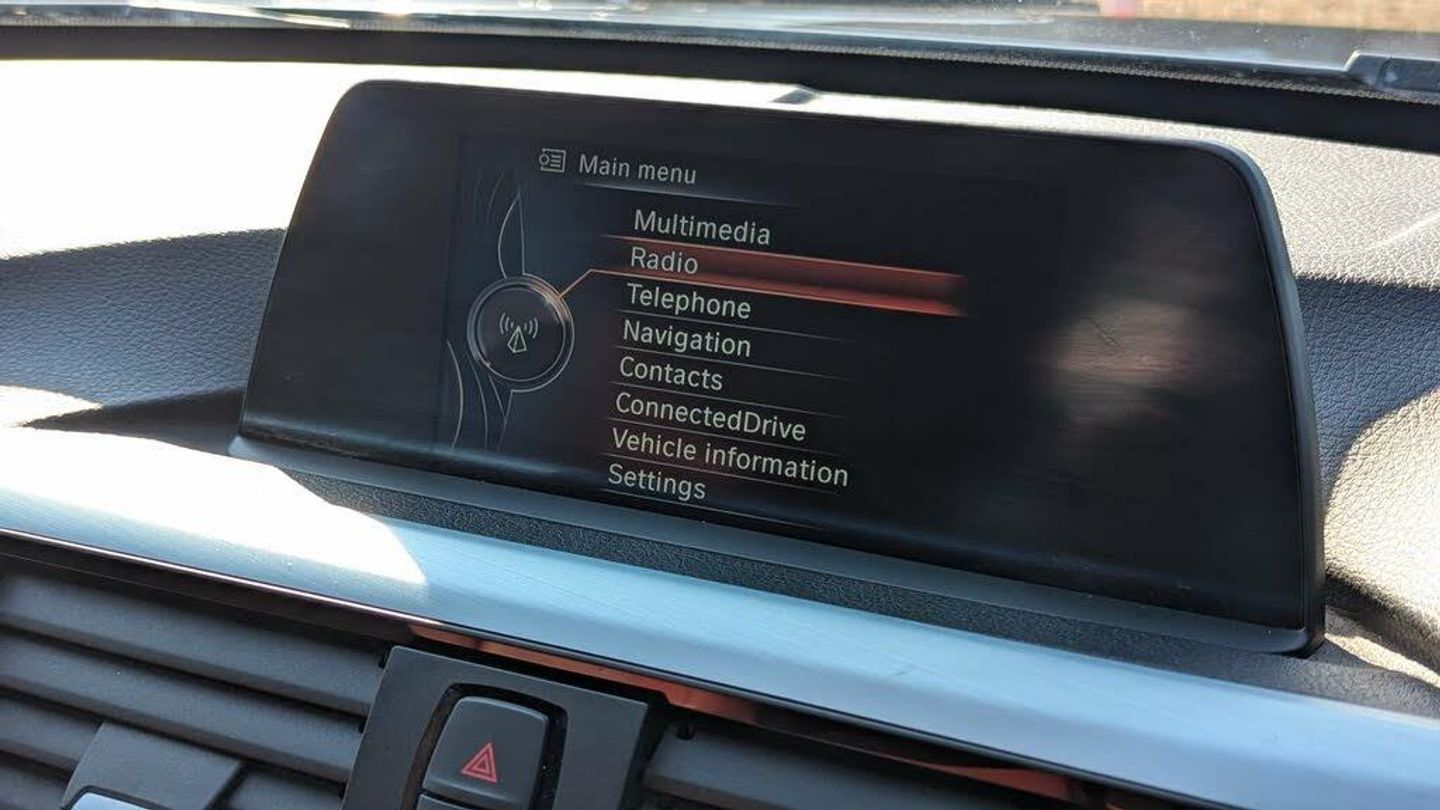 Main menu
Multimedia
Radio
Telephone
Navigation
Contacts
ConnectedDrive
Vehicle information
Settings